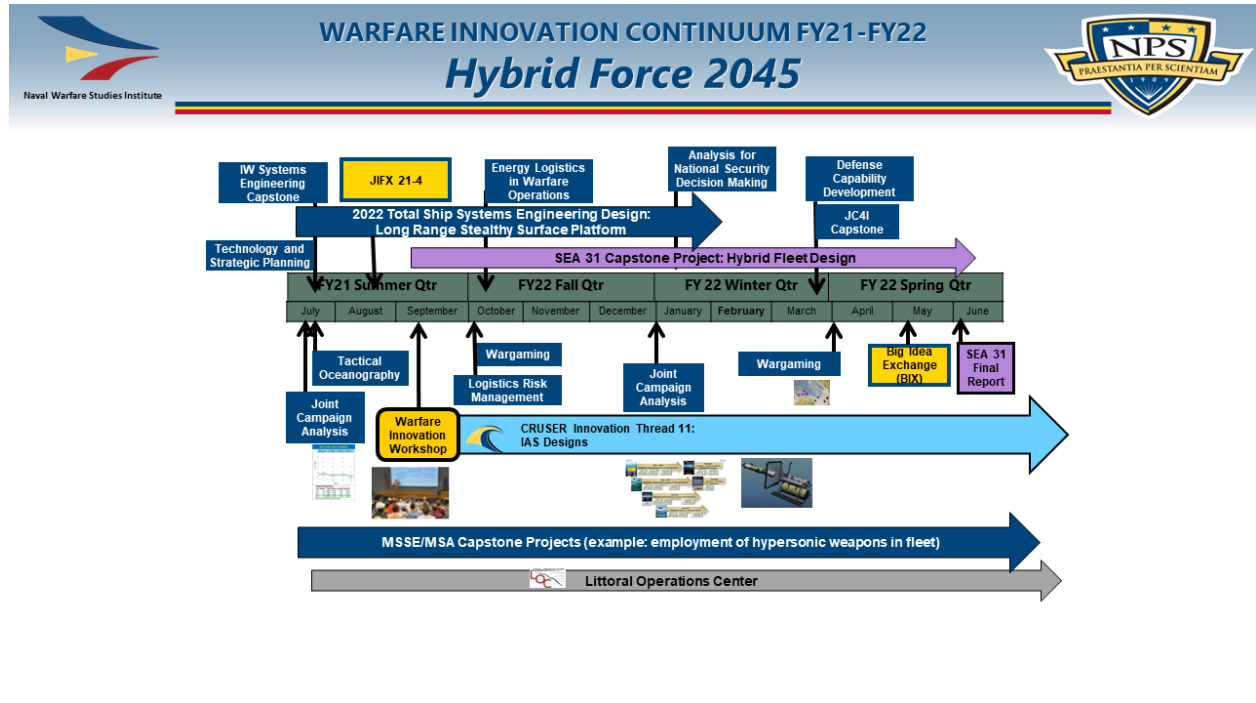 WARFARE INNOVATION CONTINUUM FY21-FY22
Hybrid Force 2045
Naval Warfare Studies Institute
NPS
PRAESTANTIA PER SCIENTIAM
1909
IW Systems
Engineering
Capstone
JIFX 21-4
Energy Logistics
in Warfare
Operations
Analysis for
National Security
Decision Making
Defense
Capability
Development
JC4I
Capstone
2022 Total Ship Systems Engineering Design:
Long Range Stealthy Surface Platform
Technology and
Strategic Planning
SEA 31 Capstone Project: Hybrid Fleet Design
FY21 Summer Qtr
FY22 Fall Qtr
FY 22 Winter Qtr
FY 22 Spring Qtr
July
August
September
October
November
December
January
February
March
April
May
June
Tactical
Oceanography
Wargaming
Logistics Risk
Management
Joint
Campaign
Analysis
Wargaming
Big Idea
Exchange
(BIX)
SEA 31
Final
Report
Joint
Campaign
Analysis
Warfare
Innovation
Workshop
CRUSER Innovation Thread 11:
IAS Designs
MSSE/MSA Capstone Projects (example: employment of hypersonic weapons in fleet)
LOC
Littoral Operations Center